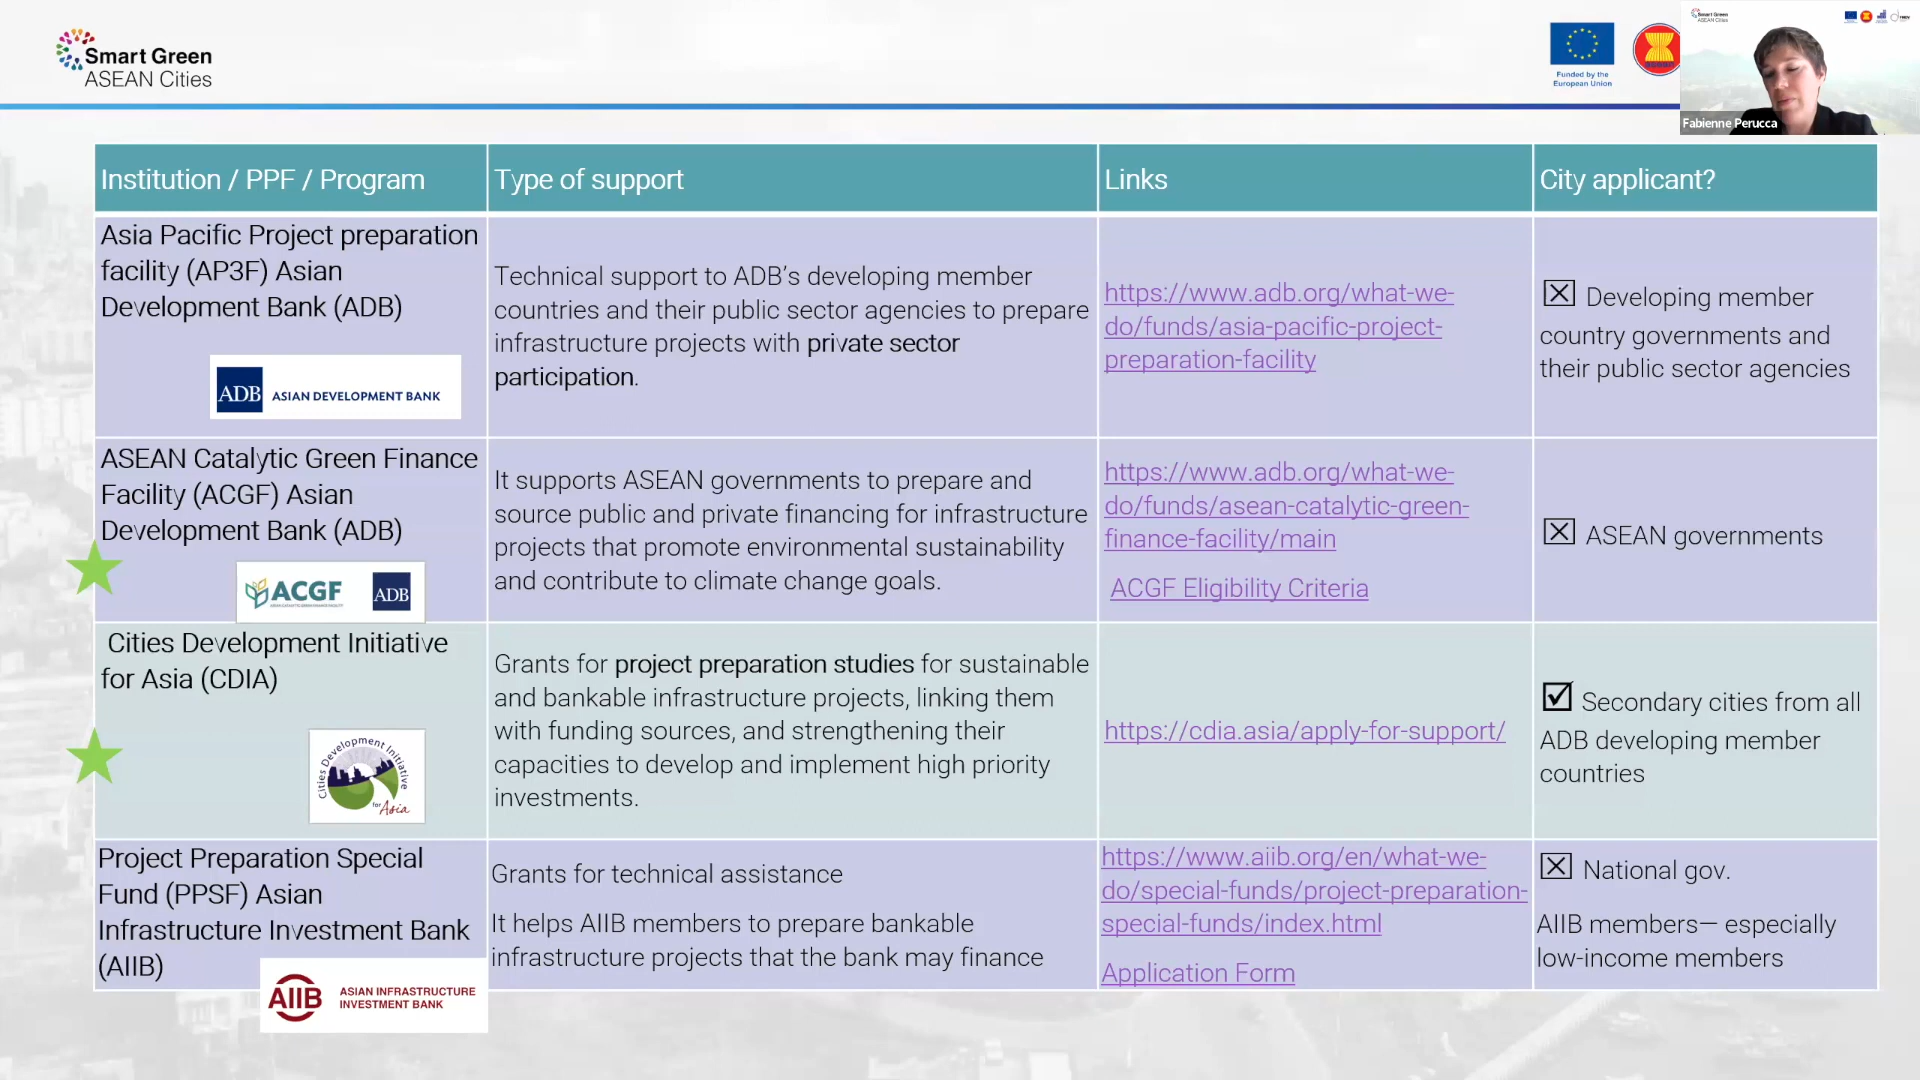 Smart Green
ASEAN Cities
Funded by the
European Union
Smart Green
ASEAN Cities
Fabienne Perucca
Institution / PPF / Program
Type of support
Links
City applicant?
Asia Pacific Project preparation
facility (AP3F) Asian
Development Bank (ADB)
ADB ASIAN DEVELOPMENT BANK
Technical support to ADB’s developing member
countries and their public sector agencies to prepare
infrastructure projects with private sector
participation.
https://www.adb.org/what-we-
do/funds/asia-pacific-project-
preparation-facility
☒ Developing member
country governments and
their public sector agencies
ASEAN Catalytic Green Finance
Facility (ACGF) Asian
Development Bank (ADB)
ACGF
ADB
It supports ASEAN governments to prepare and
source public and private financing for infrastructure
projects that promote environmental sustainability
and contribute to climate change goals.
https://www.adb.org/what-we-
do/funds/asean-catalytic-green-
finance-facility/main
ACGF Eligibility Criteria
☒ ASEAN governments
Cities Development Initiative
for Asia (CDIA)
Cities Development Initiative
for Asia
Grants for project preparation studies for sustainable
and bankable infrastructure projects, linking them
with funding sources, and strengthening their
capacities to develop and implement high priority
investments.
https://cdia.asia/apply-for-support/
☑ Secondary cities from all
ADB developing member
countries
Project Preparation Special
Fund (PPSF) Asian
Infrastructure Investment Bank
(AIIB)
AIIB
ASIAN INFRASTRUCTURE
INVESTMENT BANK
Grants for technical assistance
It helps AIIB members to prepare bankable
infrastructure projects that the bank may finance
https://www.aiib.org/en/what-we-
do/special-funds/project-preparation-
special-funds/index.html
Application Form
☒ National gov.
AIIB members— especially
low-income members